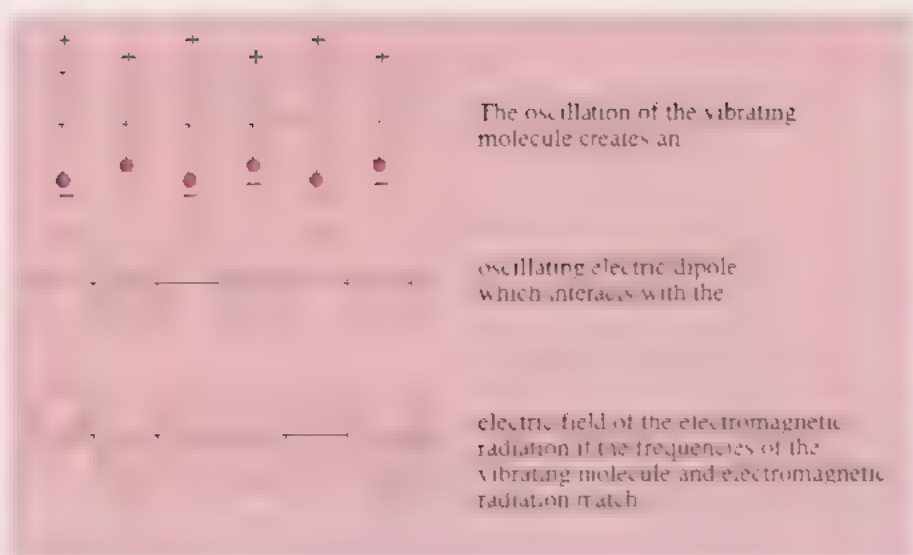 The oscillation of the vibrating
molecule creates an
oscillating electric dipole
which interacts with the
electric field of the electromagnetic
radiation if the frequencies of the
vibrating molecule and electromagnetic
radiation match